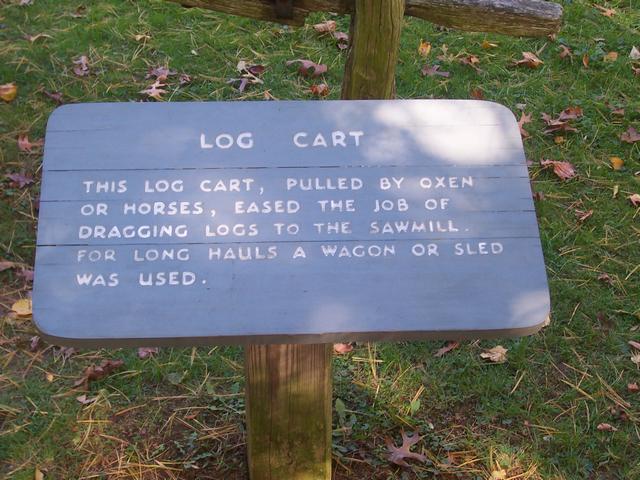 LOG CART
THIS LOG CART, PULLED BY OXEN
OR HORSES, EASED THE JOB OF
DRAGGING LOGS TO THE SAWMILL.
FOR LONG HAULS A WAGON OR SLED
WAS USED.